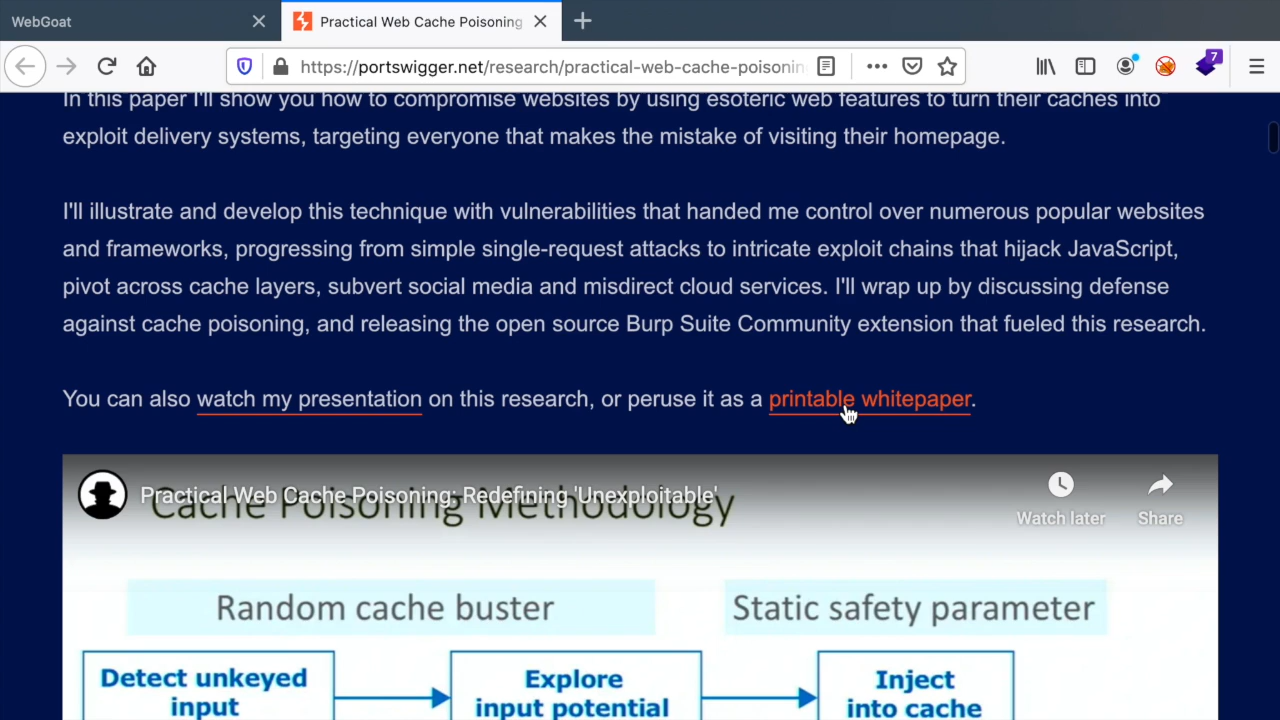 WebGoat
Practical Web Cache Poisoning
https://portswigger.net/research/practical-web-cache-poisonin
7
In this paper I'll show you how to compromise websites by using esoteric web features to turn their caches into
exploit delivery systems, targeting everyone that makes the mistake of visiting their homepage.
I'll illustrate and develop this technique with vulnerabilities that handed me control over numerous popular websites
and frameworks, progressing from simple single-request attacks to intricate exploit chains that hijack JavaScript,
pivot across cache layers, subvert social media and misdirect cloud services. I'll wrap up by discussing defense
against cache poisoning, and releasing the open source Burp Suite Community extension that fueled this research.
You can also watch my presentation on this research, or peruse it as a printable whitepaper.
Practical Web Cache Poisoning: Redefining 'Unexploitable'
Cache Poisoning Methodology
Watch later
Share
Random cache buster
Static safety parameter
Detect unkeyed
input
Explore
input potential
Inject
into cache